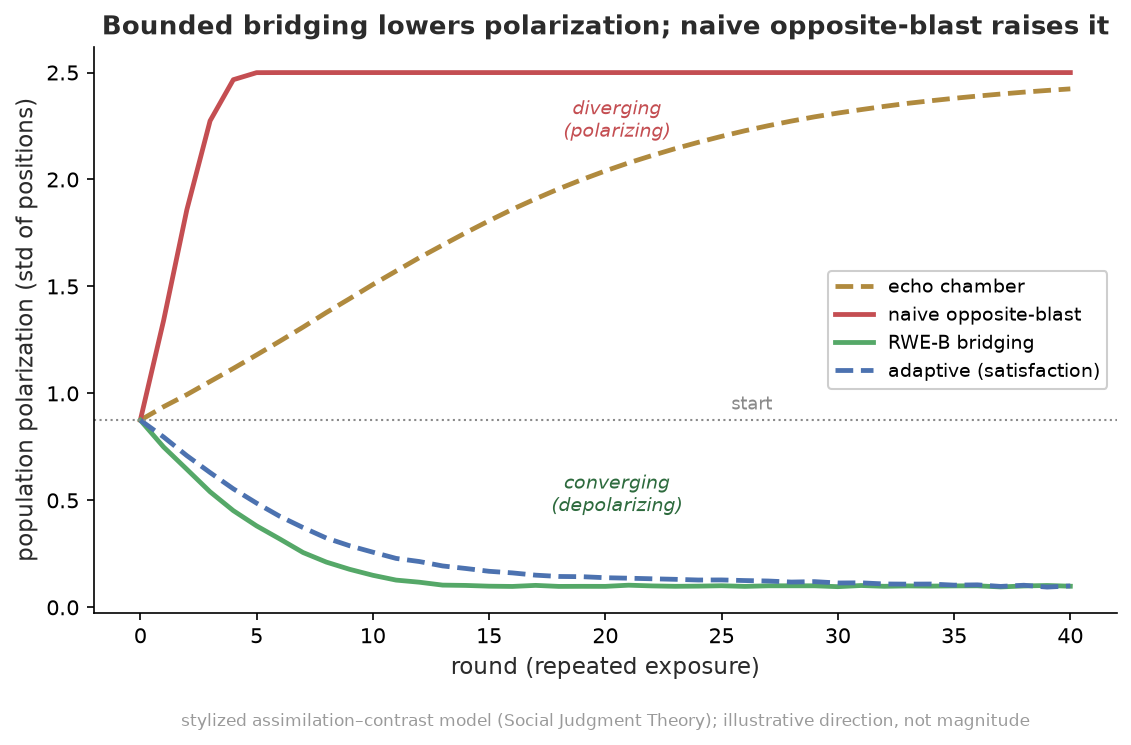 Bounded bridging lowers polarization; naive opposite-blast raises it
population polarization (std of positions)
2.5
2.0
1.5
1.0
0.5
0.0
diverging
(polarizing)
echo chamber
naive opposite-blast
RWE-B bridging
adaptive (satisfaction)
start
converging
(depolarizing)
0 5 10 15 20 25 30 35 40
round (repeated exposure)
stylized assimilation–contrast model (Social Judgment Theory); illustrative direction, not magnitude